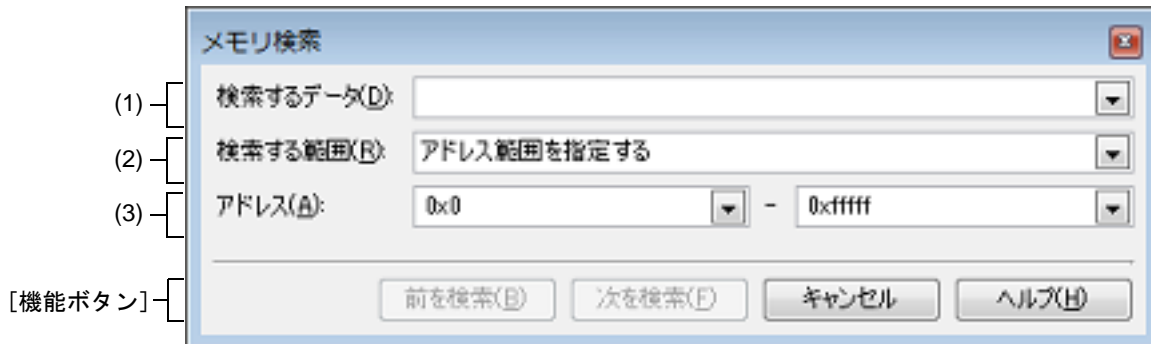 メモリ検索
(1) 検索するデータ(D):
(2) 検索する範囲(R): アドレス範囲を指定する
(3) アドレス(A): 0x0 - 0xfffff
[機能ボタン] 前を検索(B) 次を検索(F) キャンセル ヘルプ(H)